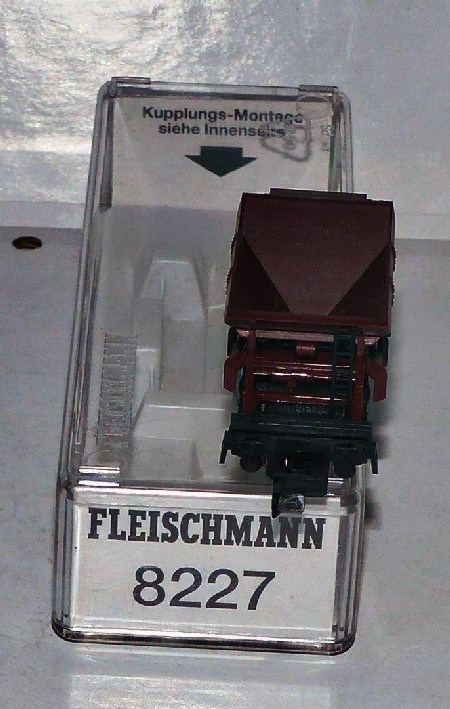 Kupplungs-Montage
siehe Innenseite
FLEISCHMANN
8227